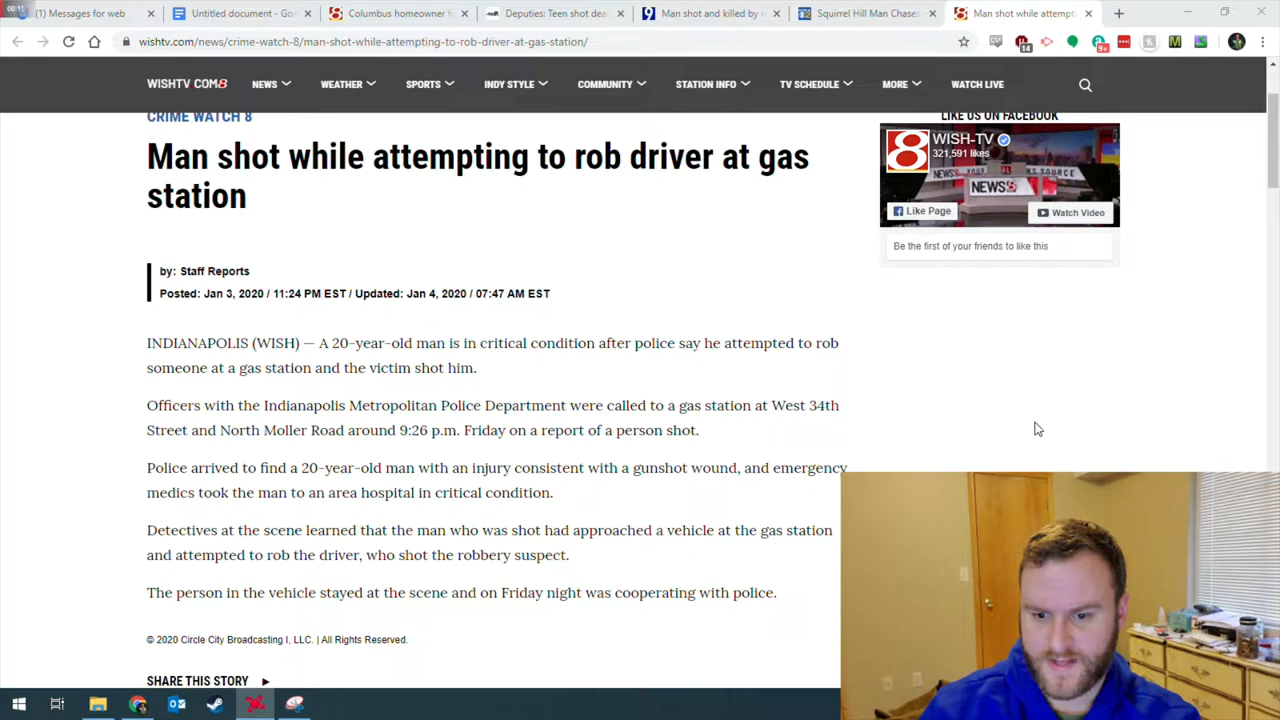 00:15
(1) Messages for web
Untitled document - Goo
Columbus homeowner f
Deputies: Teen shot dea
Man shot and killed by r
Squirrel Hill Man Chases
Man shot while attempti
wishtv.com/news/crime-watch-8/man-shot-while-attempting-to-rob-driver-at-gas-station/
14
9+
WISHTV.COM8
NEWS
WEATHER
SPORTS
INDY STYLE
COMMUNITY
STATION INFO
TV SCHEDULE
MORE
WATCH LIVE
CRIME WATCH 8
Man shot while attempting to rob driver at gas
station
by: Staff Reports
Posted: Jan 3, 2020 / 11:24 PM EST / Updated: Jan 4, 2020 / 07:47 AM EST
INDIANAPOLIS (WISH) — A 20-year-old man is in critical condition after police say he attempted to rob
someone at a gas station and the victim shot him.
Officers with the Indianapolis Metropolitan Police Department were called to a gas station at West 34th
Street and North Moller Road around 9:26 p.m. Friday on a report of a person shot.
Police arrived to find a 20-year-old man with an injury consistent with a gunshot wound, and emergency
medics took the man to an area hospital in critical condition.
Detectives at the scene learned that the man who was shot had approached a vehicle at the gas station
and attempted to rob the driver, who shot the robbery suspect.
The person in the vehicle stayed at the scene and on Friday night was cooperating with police.
© 2020 Circle City Broadcasting I, LLC. | All Rights Reserved.
SHARE THIS STORY
LIKE US ON FACEBOOK
8
WISH-TV
321,591 likes
NEWS8
Like Page
Watch Video
Be the first of your friends to like this